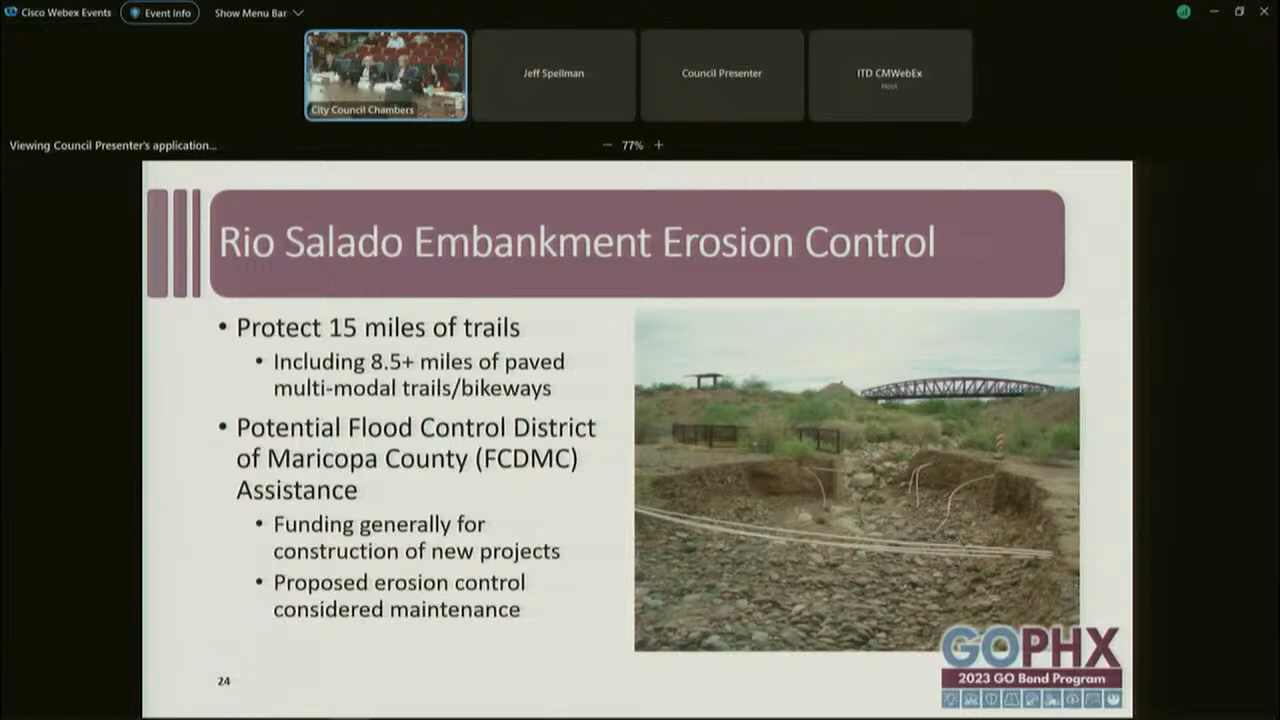 Cisco Webex Events
Event Info
Show Menu Bar
City Council Chambers
Jeff Spellman
Council Presenter
ITD CMWebEx
Host
Viewing Council Presenter's application...
77%
Rio Salado Embankment Erosion Control
• Protect 15 miles of trails
• Including 8.5+ miles of paved
multi-modal trails/bikeways
• Potential Flood Control District
of Maricopa County (FCDMC)
Assistance
• Funding generally for
construction of new projects
• Proposed erosion control
considered maintenance
24
GOPHX
2023 GO Bond Program